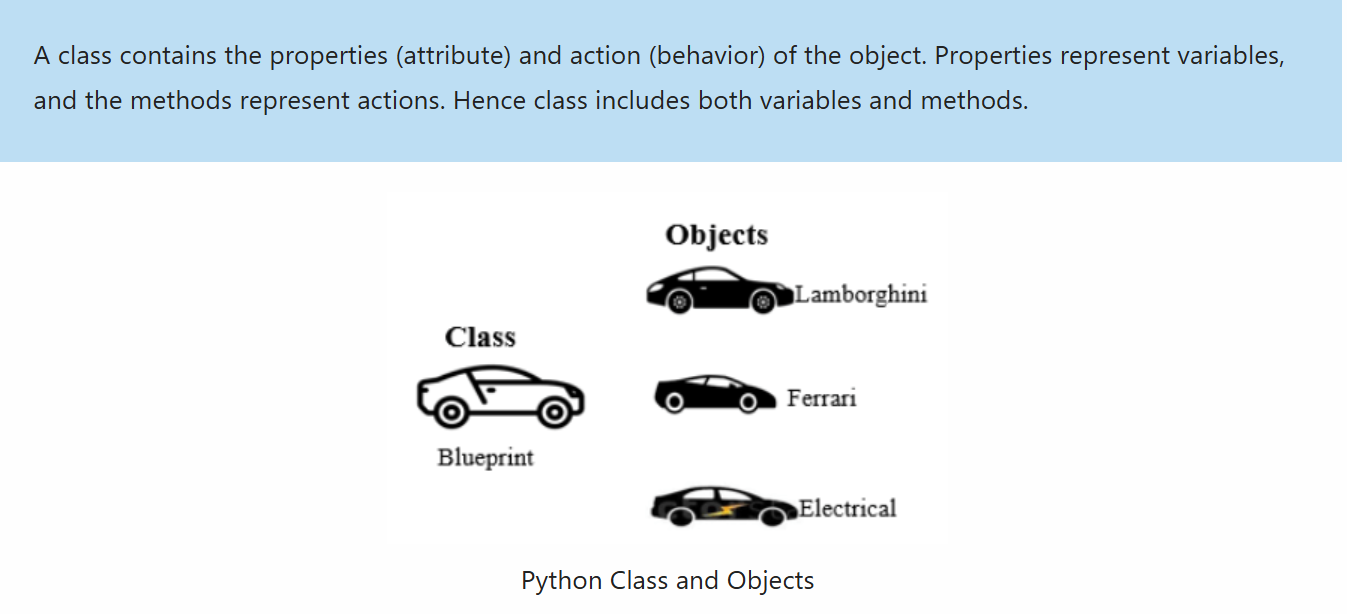 A class contains the properties (attribute) and action (behavior) of the object. Properties represent variables,
and the methods represent actions. Hence class includes both variables and methods.
Objects
Lamborghini
Class
Ferrari
Blueprint
Electrical
Python Class and Objects